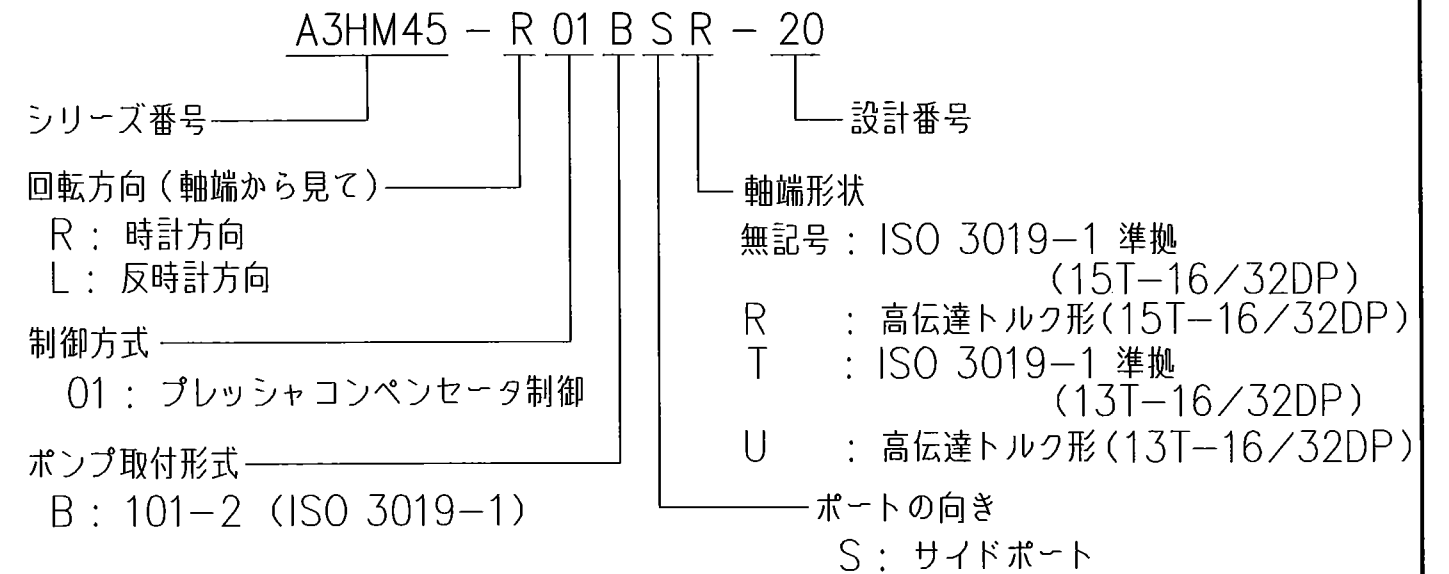 A3HM45 - R 01 B S R - 20
シリーズ番号
設計番号
回転方向(軸端から見て)
R : 時計方向
L : 反時計方向
制御方式
01 : プレッシャコンペンセータ制御
ポンプ取付形式
B : 101-2 (ISO 3019-1)
軸端形状
無記号 : ISO 3019-1 準拠
(15T-16/32DP)
R : 高伝達トルク形(15T-16/32DP)
T : ISO 3019-1 準拠
(13T-16/32DP)
U : 高伝達トルク形(13T-16/32DP)
ポートの向き
S : サイドポート